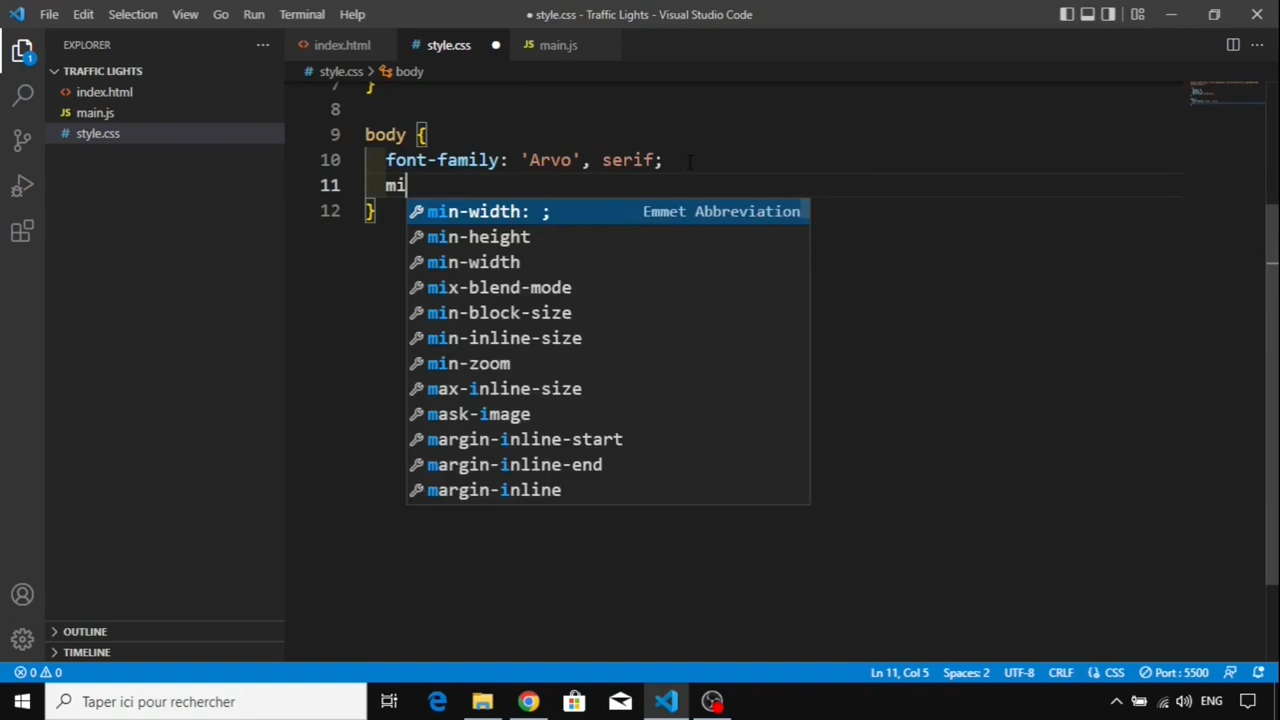 File Edit Selection View Go Run Terminal Help ● style.css - Traffic Lights - Visual Studio Code
EXPLORER ···
<> index.html # style.css ● JS main.js
TRAFFIC LIGHTS
# style.css > body
<> index.html
JS main.js
# style.css
1
7 }
8
9 body {
10 font-family: 'Arvo', serif;
11 mi
12 }
min-width: ; Emmet Abbreviation
min-height
min-width
mix-blend-mode
min-block-size
min-inline-size
min-zoom
max-inline-size
mask-image
margin-inline-start
margin-inline-end
margin-inline
OUTLINE
TIMELINE
0 0 Ln 11, Col 5 Spaces: 2 UTF-8 CRLF {} CSS Port : 5500
Taper ici pour rechercher ENG